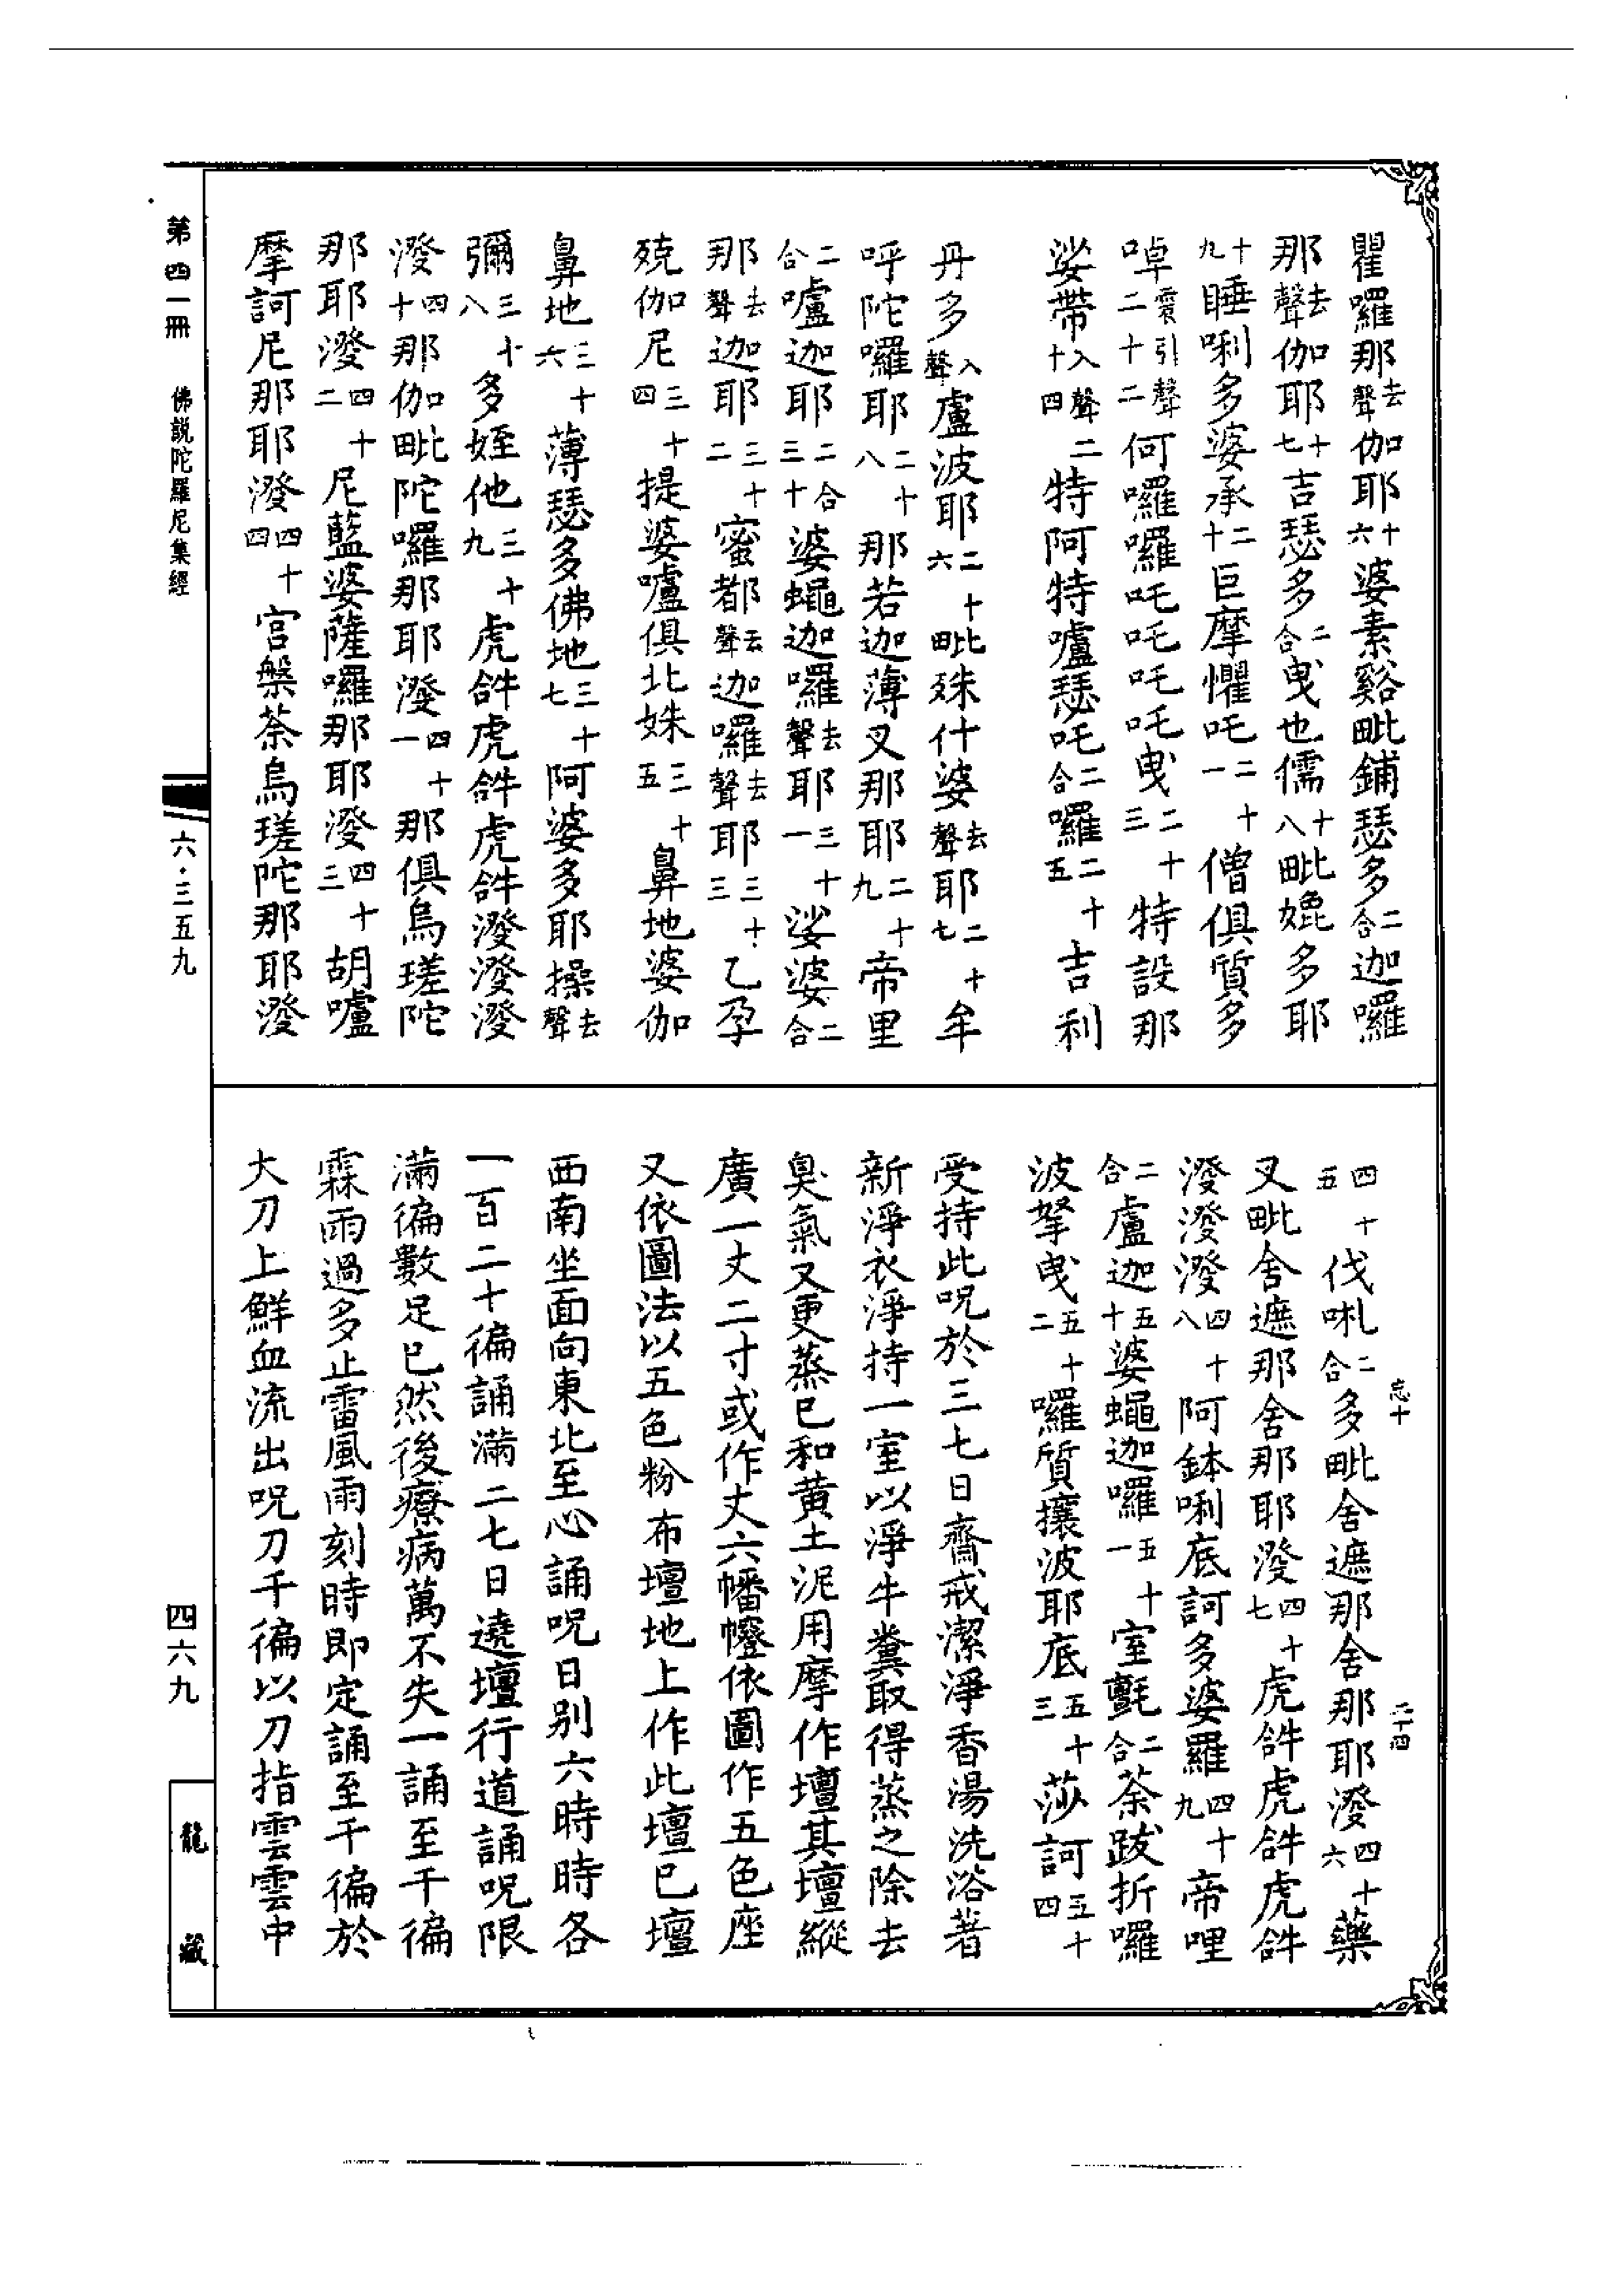 瞿囉那去聲伽耶十六婆素谿毗鋪瑟多二合迦囉
那去聲伽耶十七吉瑟多二合曳也儒十八毗媲多耶
十九睡唎多婆承二十巨摩懼吒二十一僧俱質多
啅震引聲二十二何囉囉吒吒吒吒曳二十三特設那
娑帶入聲二十四特阿特嚧瑟吒二合囉二十五吉利
丹多入聲盧波耶二十六毗殊什婆去聲耶二十七牟
呼陀囉耶二十八那若迦薄叉那耶二十九帝里
二合嚧迦耶二合三十婆蠅迦囉去聲耶三十一娑婆二合
那去聲迦耶三十二蜜都去聲迦囉去聲耶三十三乙孕
兢伽尼三十四提婆嚧俱北姝三十五鼻地婆伽
鼻地三十六薄瑟多佛地三十七阿婆多耶操去聲
彌三十八多姪他三十九虎𤙖虎𤙖虎𤙖潑潑潑
潑四十那伽毗陀囉那耶潑四十一那俱烏瑳陀
那耶潑四十二尼藍婆薩囉那耶潑四十三胡嚧
摩訶尼那耶潑四十四宮槃荼烏瑳陀那耶潑
四十五伐唎二合多毗舍遮那舍那耶潑四十六藥
叉毗舍遮那舍那耶潑四十七虎𤙖虎𤙖虎𤙖
潑潑潑四十八阿鉢唎底訶多婆羅四十九帝哩
二合盧迦五十婆蠅迦囉五十一室氎二合荼跋折囉
波拏曳五十二囉質攘波耶底五十三莎訶五十四
受持此呪於三七日齋戒潔淨香湯洗浴著
新淨衣淨持一室以淨牛糞取得蒸之除去
臭氣又更蒸已和黃土泥用摩作壇其壇縱
廣一丈二寸或作丈六幡幢依圖作五色座
又依圖法以五色粉布壇地上作此壇已壇
西南坐面向東北至心誦呪日別六時時各
一百二十徧誦滿二七日遶壇行道誦呪限
滿徧數足已然後療病萬不失一誦至千徧
霖雨過多止雷風雨刻時即定誦至千徧於
大刀上鮮血流出呪刀千徧以刀指雲雲中
忘十
二十四
第四一冊
佛說陀羅尼集經
六·三五九
四六九
龍藏